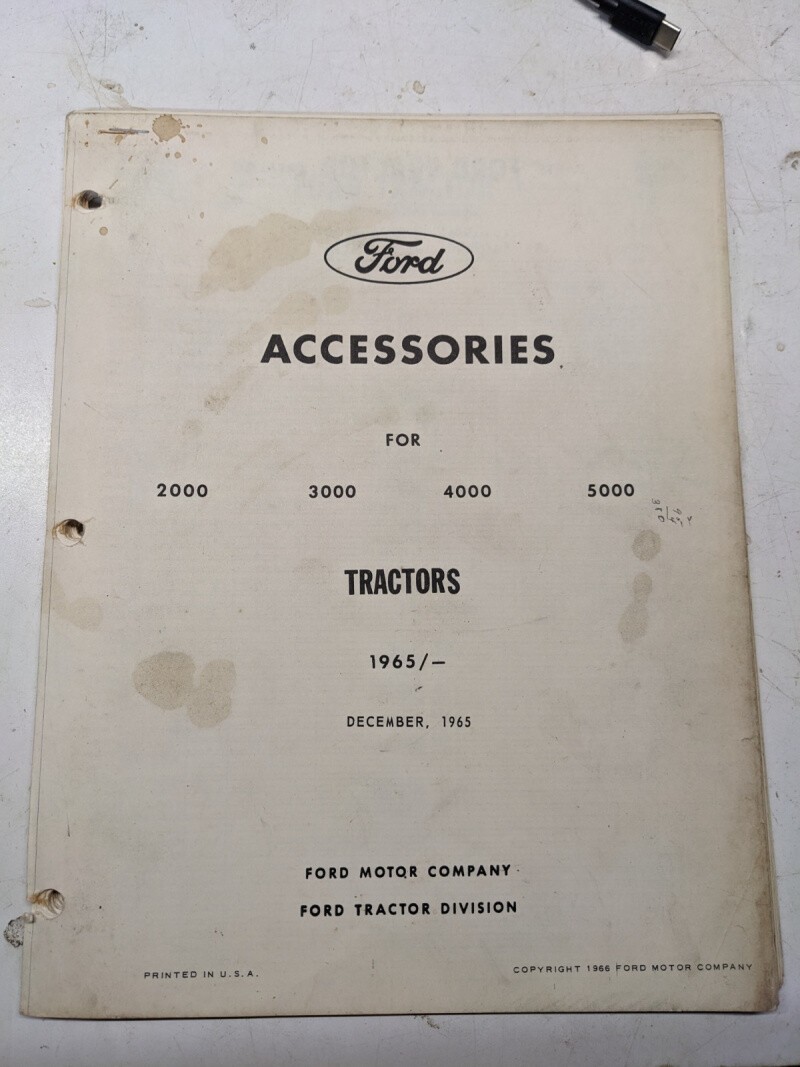 Ford
ACCESSORIES
FOR
2000 3000 4000 5000
TRACTORS
1965/–
DECEMBER, 1965
FORD MOTOR COMPANY
FORD TRACTOR DIVISION
PRINTED IN U.S.A.
COPYRIGHT 1966 FORD MOTOR COMPANY